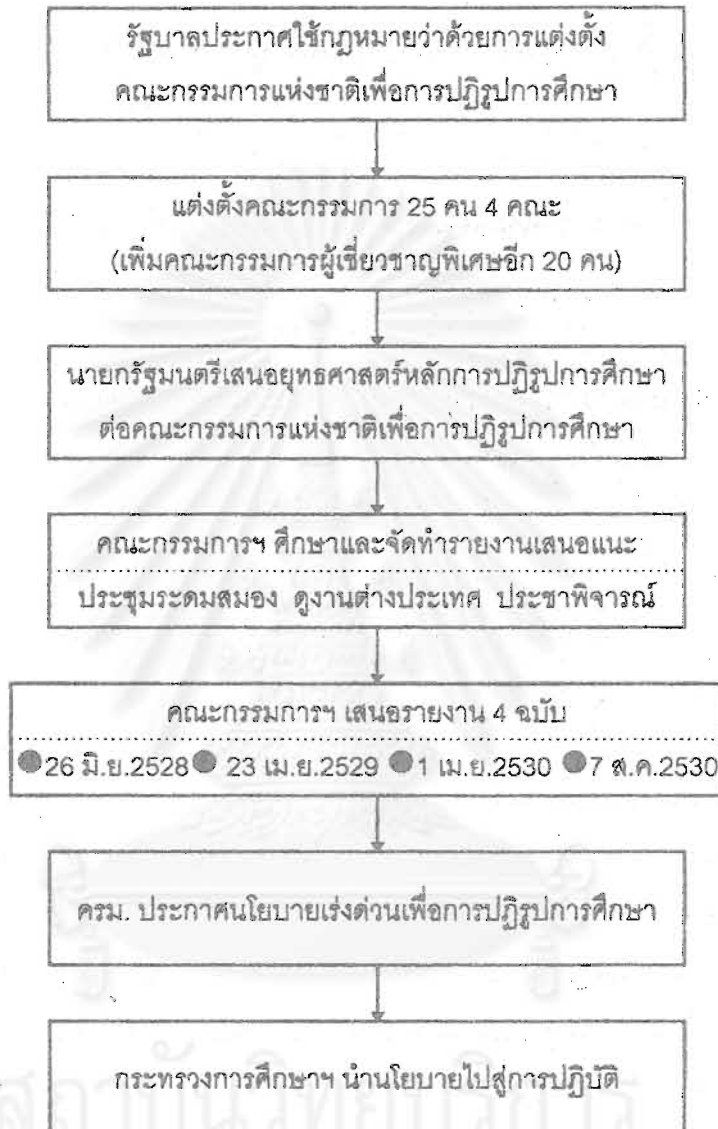 รัฐบาลประกาศใช้กฎหมายว่าด้วยการแต่งตั้ง
คณะกรรมการแห่งชาติเพื่อการปฏิรูปการศึกษา
แต่งตั้งคณะกรรมการ 25 คน 4 คณะ
(เพิ่มคณะกรรมการผู้เชี่ยวชาญพิเศษอีก 20 คน)
นายกรัฐมนตรีเสนอยุทธศาสตร์หลักการปฏิรูปการศึกษา
ต่อคณะกรรมการแห่งชาติเพื่อการปฏิรูปการศึกษา
คณะกรรมการฯ ศึกษาและจัดทำรายงานเสนอแนะ
ประชุมระดมสมอง ดูงานต่างประเทศ ประชาพิจารณ์
คณะกรรมการฯ เสนอรายงาน 4 ฉบับ
●26 มิ.ย.2528● 23 เม.ย.2529 ●1 เม.ย.2530 ●7 ส.ค.2530
ครม. ประกาศนโยบายเร่งด่วนเพื่อการปฏิรูปการศึกษา
กระทรวงการศึกษาฯ นำนโยบายไปสู่การปฏิบัติ
สถาบันวิทยบริการ